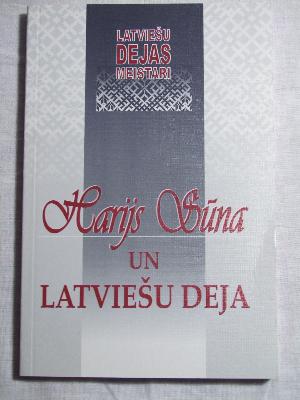 LATVIEŠU
DEJAS
MEISTARI
Harijs Sūna
UN
LATVIEŠU DEJA